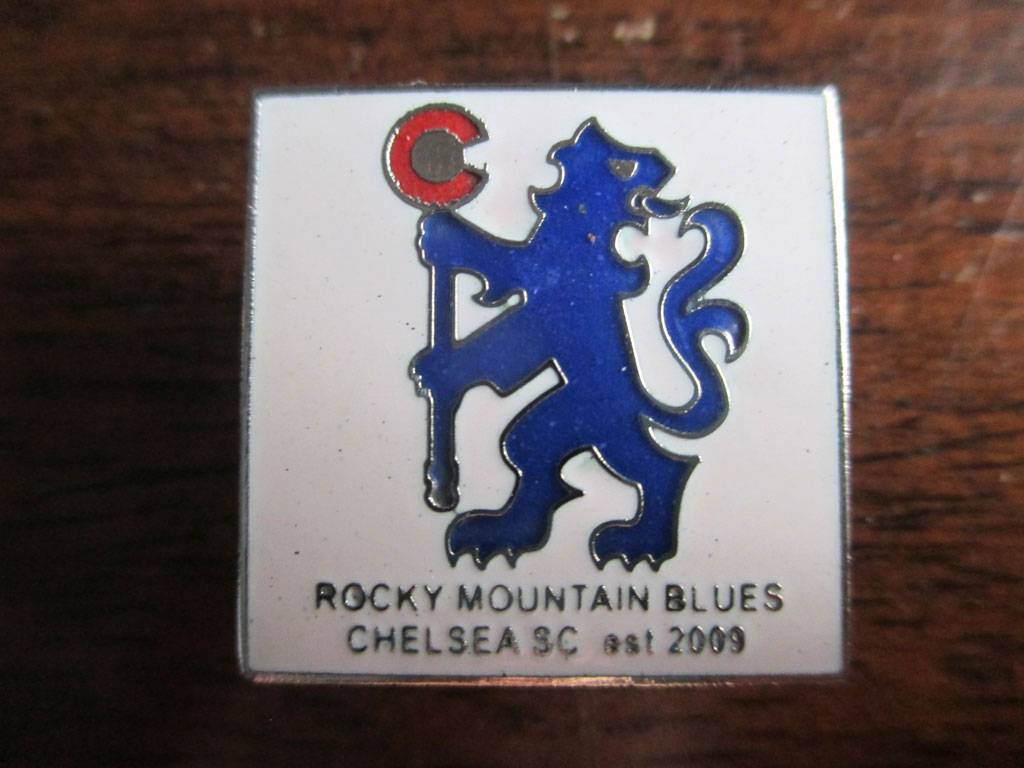 C
ROCKY MOUNTAIN BLUES
CHELSEA SC est 2009